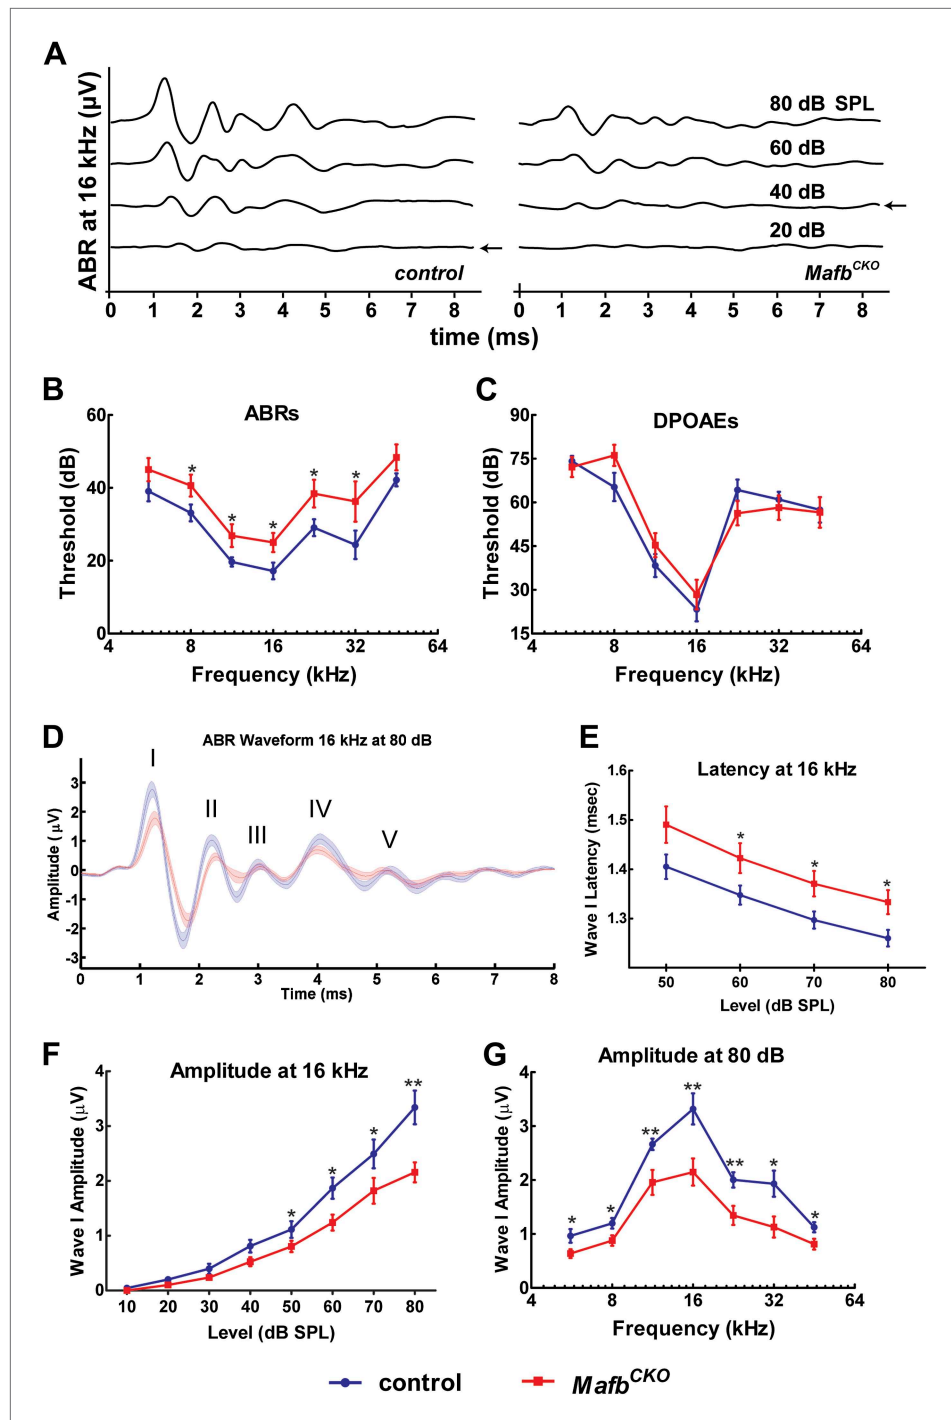 A
ABR at 16 kHz (µV)
80 dB SPL
60 dB
40 dB
20 dB
control
Mafb^CKO
0 1 2 3 4 5 6 7 8
0 1 2 3 4 5 6 7 8
time (ms)
B
ABRs
Threshold (dB)
60
40
20
0
* * * * *
4 8 16 32 64
Frequency (kHz)
C
DPOAEs
Threshold (dB)
90
75
60
45
30
15
4 8 16 32 64
Frequency (kHz)
D
ABR Waveform 16 kHz at 80 dB
Amplitude (µV)
3
2
1
0
-1
-2
-3
I II III IV V
0 1 2 3 4 5 6 7 8
Time (ms)
E
Latency at 16 kHz
Wave I Latency (msec)
1.6
1.5
1.4
1.3
* * *
50 60 70 80
Level (dB SPL)
F
Amplitude at 16 kHz
Wave I Amplitude (µV)
4
3
2
1
0
* * * **
10 20 30 40 50 60 70 80
Level (dB SPL)
G
Amplitude at 80 dB
Wave I Amplitude (µV)
4
3
2
1
0
* * ** ** ** * *
4 8 16 32 64
Frequency (kHz)
control
Mafb^CKO